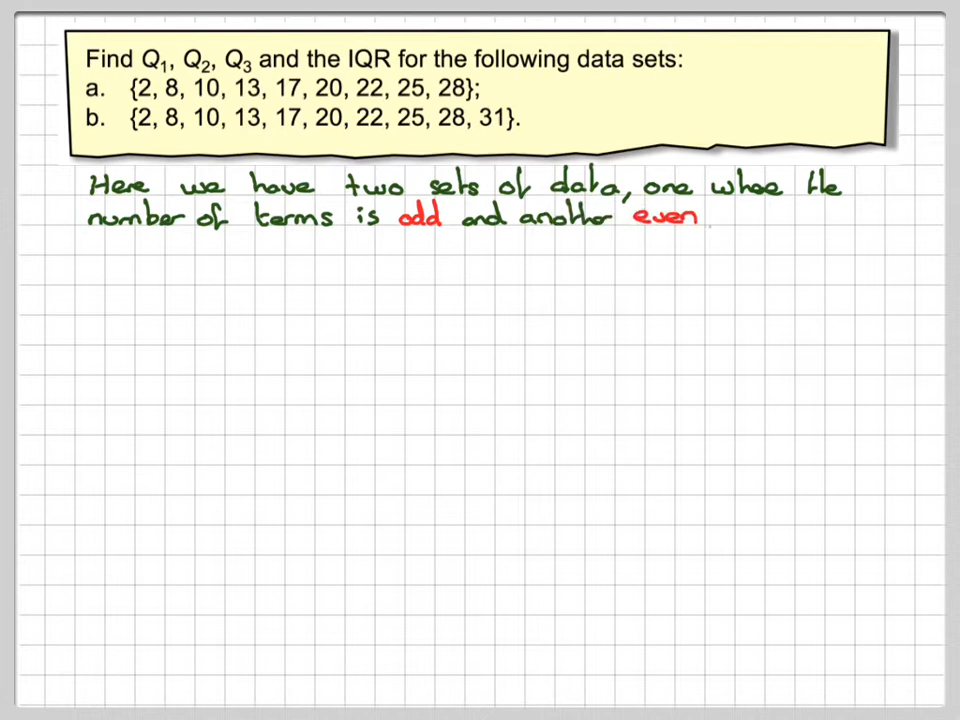 Find Q₁, Q₂, Q₃ and the IQR for the following data sets:
a. {2, 8, 10, 13, 17, 20, 22, 25, 28};
b. {2, 8, 10, 13, 17, 20, 22, 25, 28, 31}.
Here we have two sets of data, one whee the
number of terms is odd and another even